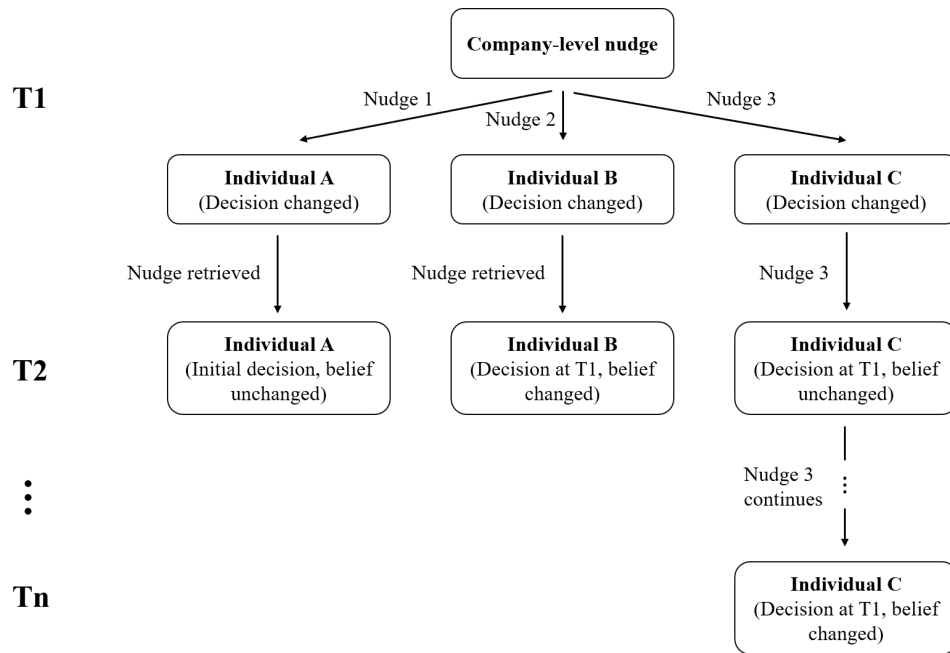 Company-level nudge
T1
Nudge 1
Nudge 2
Nudge 3
Individual A
(Decision changed)
Individual B
(Decision changed)
Individual C
(Decision changed)
Nudge retrieved
Nudge retrieved
Nudge 3
T2
Individual A
(Initial decision, belief
unchanged)
Individual B
(Decision at T1, belief
changed)
Individual C
(Decision at T1, belief
unchanged)
Nudge 3
continues
Tn
Individual C
(Decision at T1, belief
changed)